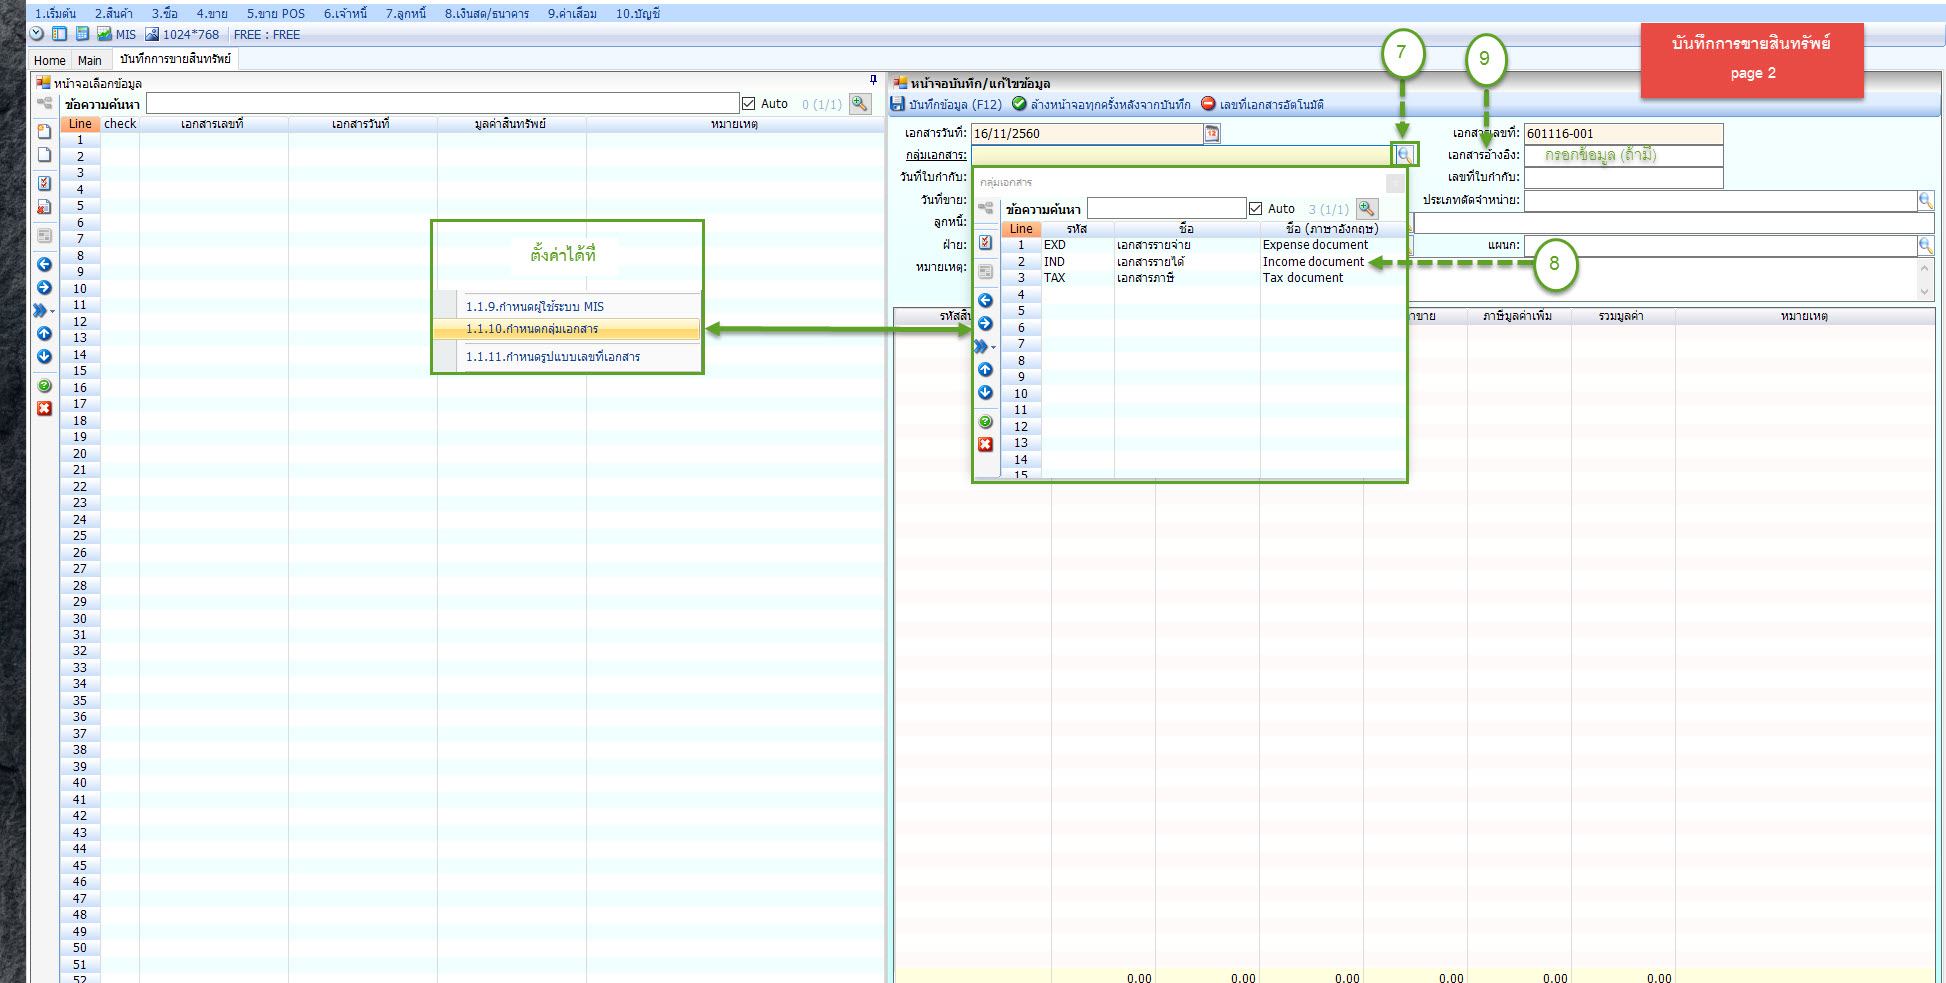 1.เริ่มต้น 2.สินค้า 3.ซื้อ 4.ขาย 5.ขาย POS 6.เจ้าหนี้ 7.ลูกหนี้ 8.เงินสด/ธนาคาร 9.ค่าเสื่อม 10.บัญชี
MIS 1024*768 FREE : FREE
Home Main บันทึกการขายสินทรัพย์
บันทึกการขายสินทรัพย์
page 2
7
9
หน้าจอเลือกข้อมูล
ข้อความค้นหา Auto 0 (1/1)
Line check เอกสารเลขที่ เอกสารวันที่ มูลค่าสินทรัพย์ หมายเหตุ
1
2
3
4
5
6
7
8
9
10
11
12
13
14
15
16
17
18
19
20
21
22
23
24
25
26
27
28
29
30
31
32
33
34
35
36
37
38
39
40
41
42
43
44
45
46
47
48
49
50
51
52
ตั้งค่าได้ที่
1.1.9.กำหนดผู้ใช้ระบบ MIS
1.1.10.กำหนดกลุ่มเอกสาร
1.1.11.กำหนดรูปแบบเลขที่เอกสาร
หน้าจอบันทึก/แก้ไขข้อมูล
บันทึกข้อมูล (F12) ล้างหน้าจอทุกครั้งหลังจากบันทึก เลขที่เอกสารอัตโนมัติ
เอกสารวันที่: 16/11/2560 เอกสารเลขที่: 601116-001
กลุ่มเอกสาร: เอกสารอ้างอิง: กรอกข้อมูล (ถ้ามี)
วันที่ใบกำกับ: เลขที่ใบกำกับ:
วันที่ขาย: ประเภทตัดจำหน่าย:
ลูกหนี้:
ฝ่าย: แผนก:
หมายเหตุ:
8
กลุ่มเอกสาร
ข้อความค้นหา Auto 3 (1/1)
Line รหัส ชื่อ ชื่อ (ภาษาอังกฤษ)
1 EXD เอกสารรายจ่าย Expense document
2 IND เอกสารรายได้ Income document
3 TAX เอกสารภาษี Tax document
4
5
6
7
8
9
10
11
12
13
14
15
ภาษีมูลค่าเพิ่ม รวมมูลค่า หมายเหตุ
0.00 0.00 0.00 0.00 0.00 0.00